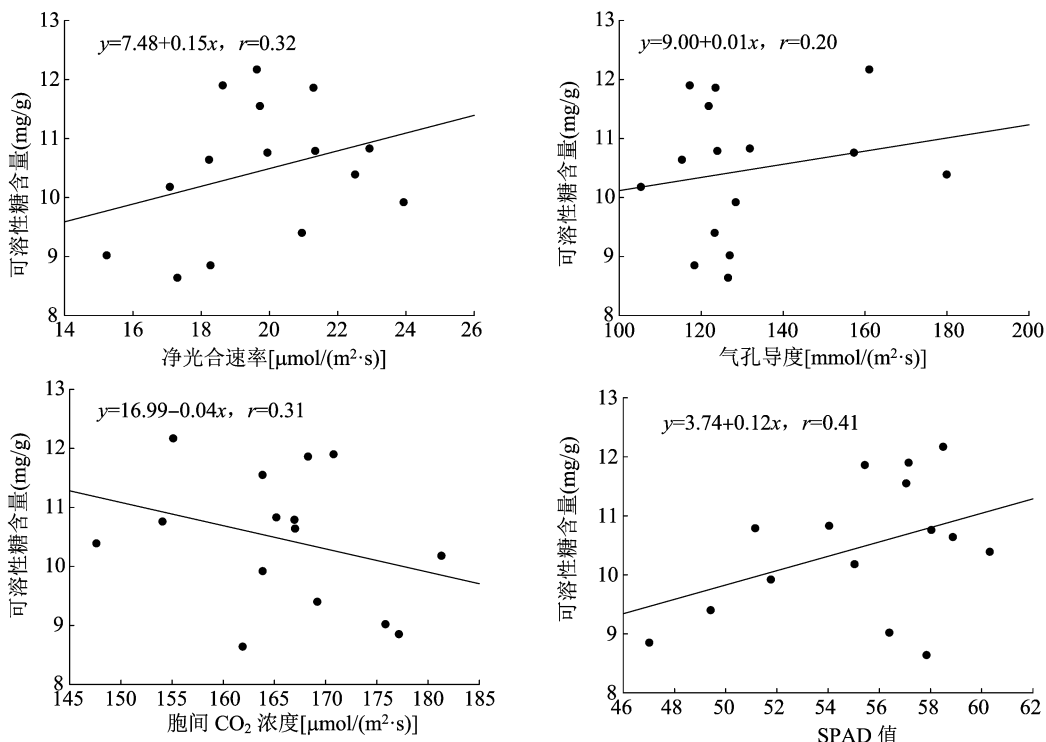 y=7.48+0.15x，r=0.32
13
12
11
10
9
8
可溶性糖含量(mg/g)
14 16 18 20 22 24 26
净光合速率[μmol/(m²·s)]
y=9.00+0.01x，r=0.20
13
12
11
10
9
8
可溶性糖含量(mg/g)
100 120 140 160 180 200
气孔导度[mmol/(m²·s)]
y=16.99−0.04x，r=0.31
13
12
11
10
9
8
可溶性糖含量(mg/g)
145 150 155 160 165 170 175 180 185
胞间 CO₂ 浓度[μmol/(m²·s)]
y=3.74+0.12x，r=0.41
13
12
11
10
9
8
可溶性糖含量(mg/g)
46 48 50 52 54 56 58 60 62
SPAD 值